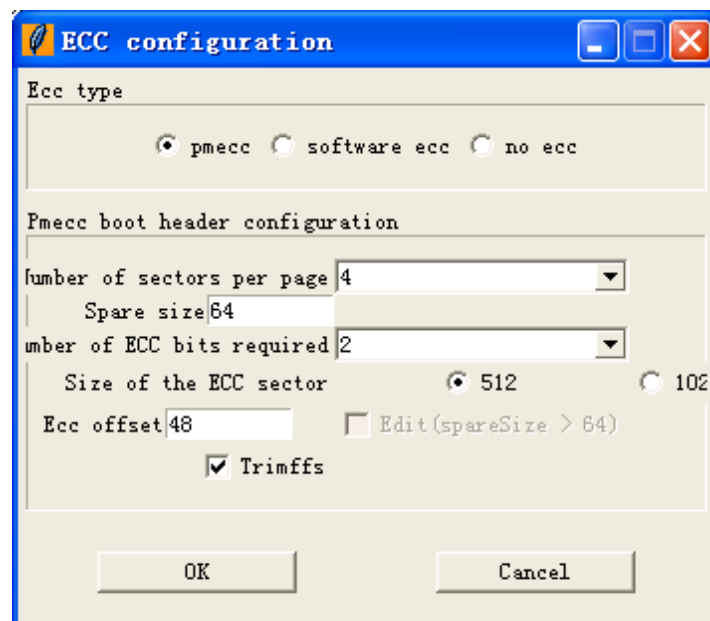 ECC configuration
Ecc type
pmecc software ecc no ecc
Pmecc boot header configuration
umber of sectors per page 4
Spare size 64
mber of ECC bits required 2
Size of the ECC sector 512 102
Ecc offset 48 Edit(spareSize > 64)
Trimffs
OK Cancel